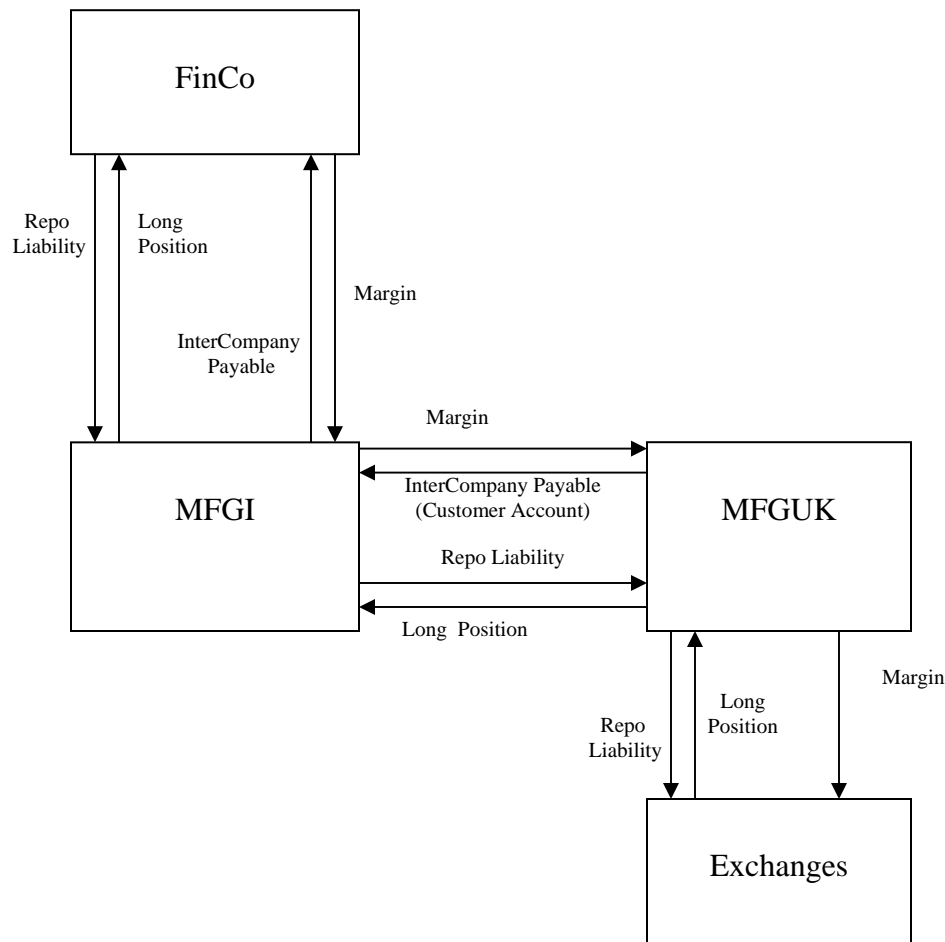 FinCo
Repo
Liability
Long
Position
InterCompany
Payable
Margin
Margin
MFGI
InterCompany Payable
(Customer Account)
MFGUK
Repo Liability
Long Position
Repo
Liability
Long
Position
Margin
Exchanges